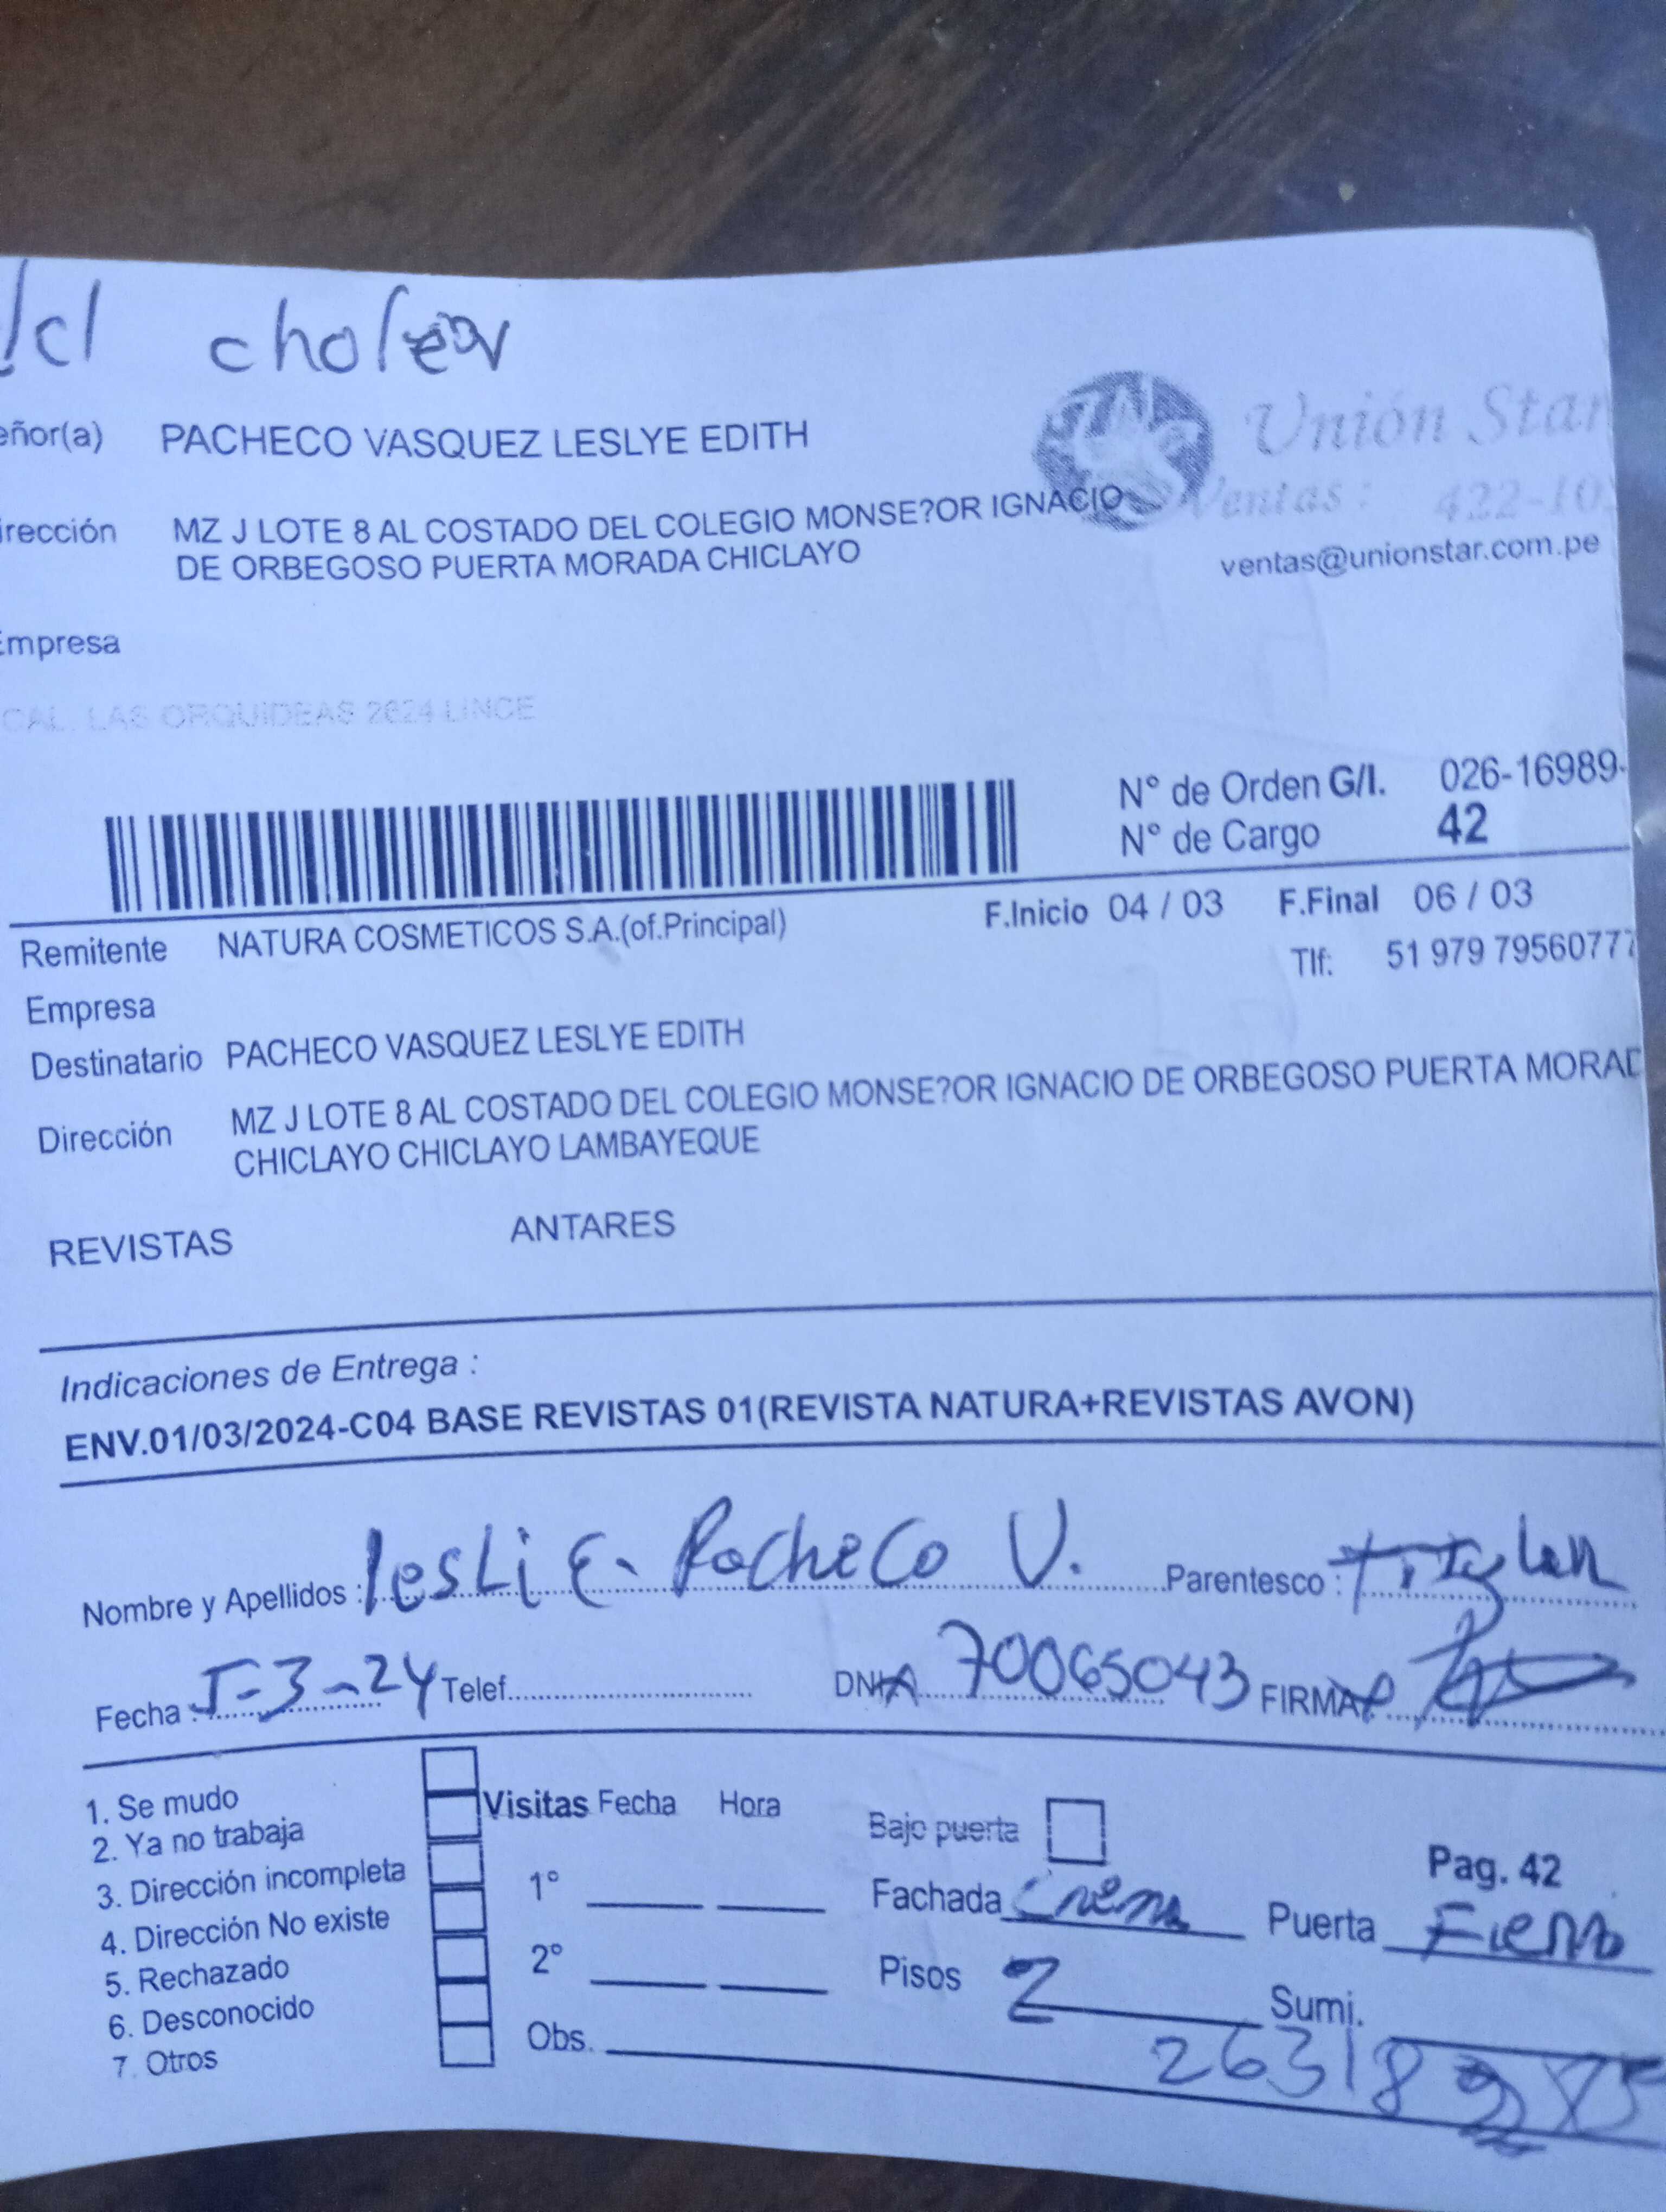 eñor(a) PACHECO VASQUEZ LESLYE EDITH
Unión Star
irección MZ J LOTE 8 AL COSTADO DEL COLEGIO MONSE?OR IGNACIO
DE ORBEGOSO PUERTA MORADA CHICLAYO
Ventas: 422-10
ventas@unionstar.com.pe
Empresa
CAL. LAS ORQUIDEAS 2624 LINCE
N° de Orden G/I. 026-16989-
N° de Cargo 42
Remitente NATURA COSMETICOS S.A.(of.Principal) F.Inicio 04 / 03 F.Final 06 / 03
Tlf: 51 979 79560777
Empresa
Destinatario PACHECO VASQUEZ LESLYE EDITH
Dirección MZ J LOTE 8 AL COSTADO DEL COLEGIO MONSE?OR IGNACIO DE ORBEGOSO PUERTA MORAD
CHICLAYO CHICLAYO LAMBAYEQUE
REVISTAS ANTARES
Indicaciones de Entrega :
ENV.01/03/2024-C04 BASE REVISTAS 01(REVISTA NATURA+REVISTAS AVON)
Nombre y Apellidos : Lesli E. Pacheco V. Parentesco : Titular
Fecha : 5-3-24 Telef. DNI 70065043 FIRMA
1. Se mudo
2. Ya no trabaja
3. Dirección incompleta
4. Dirección No existe
5. Rechazado
6. Desconocido
7. Otros
Visitas Fecha Hora
1°
2°
Obs.
Bajo puerta
Pag. 42
Fachada Crema Puerta Fierro
Pisos 2 Sumi.